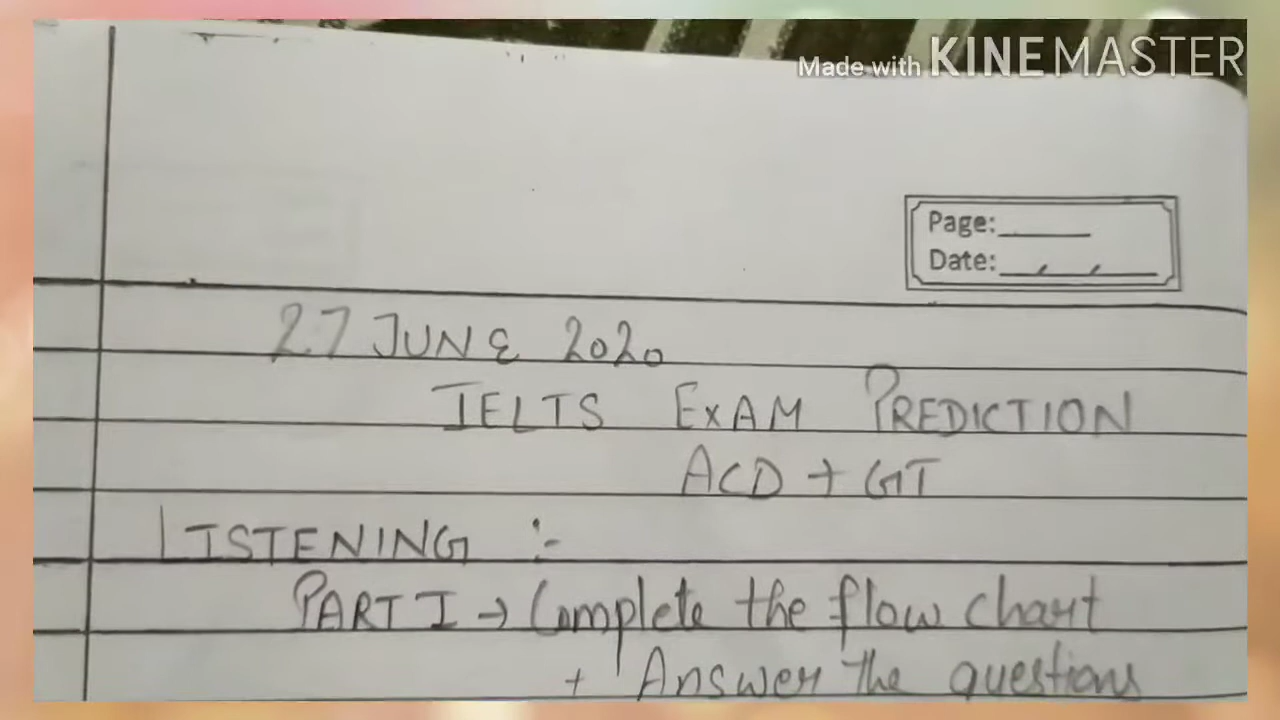 Made with KINEMASTER
Page:
Date:
27 JUNE 2020
IELTS EXAM PREDICTION
ACD + GT
LISTENING :-
PART I → Complete the flow chart
+ Answer the questions